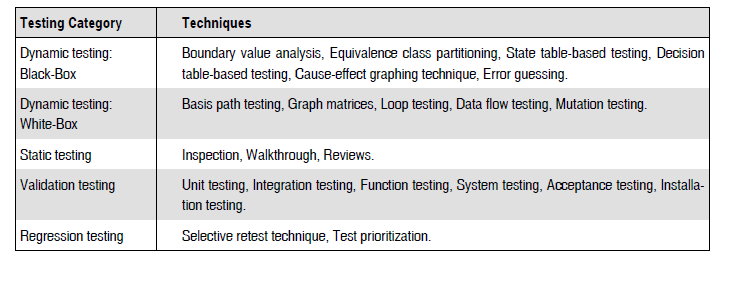 Testing Category Techniques
Dynamic testing: Boundary value analysis, Equivalence class partitioning, State table-based testing, Decision
Black-Box table-based testing, Cause-effect graphing technique, Error guessing.
Dynamic testing: Basis path testing, Graph matrices, Loop testing, Data flow testing, Mutation testing.
White-Box
Static testing Inspection, Walkthrough, Reviews.
Validation testing Unit testing, Integration testing, Function testing, System testing, Acceptance testing, Installa-
tion testing.
Regression testing Selective retest technique, Test prioritization.